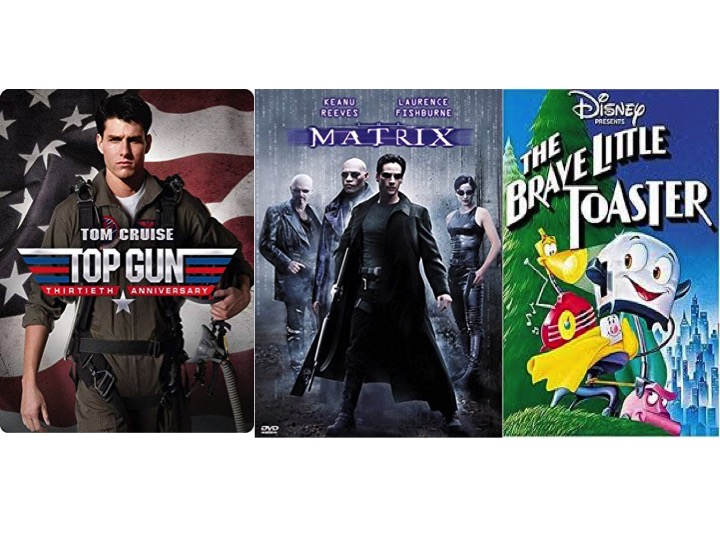 TOM CRUISE
TOP GUN
THIRTIETH ANNIVERSARY
KEANU REEVES
LAURENCE FISHBURNE
MATRIX
DVD
Disney
PRESENTS
THE
BRAVE LITTLE
TOASTER